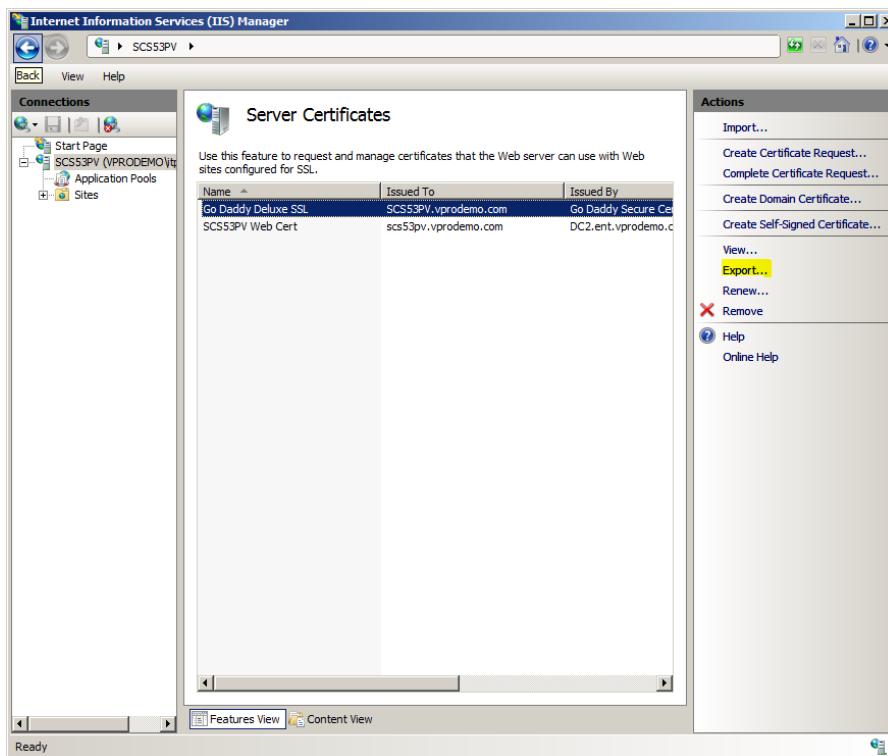 Internet Information Services (IIS) Manager
SCS53PV
Back View Help
Connections
Start Page
SCS53PV (VPRODEMO\itp
Application Pools
Sites
Server Certificates
Use this feature to request and manage certificates that the Web server can use with Web
sites configured for SSL.
Name Issued To Issued By
Go Daddy Deluxe SSL SCS53PV.vprodemo.com Go Daddy Secure Cer
SCS53PV Web Cert scs53pv.vprodemo.com DC2.ent.vprodemo.c
Features View Content View
Actions
Import...
Create Certificate Request...
Complete Certificate Request...
Create Domain Certificate...
Create Self-Signed Certificate...
View...
Export...
Renew...
Remove
Help
Online Help
Ready